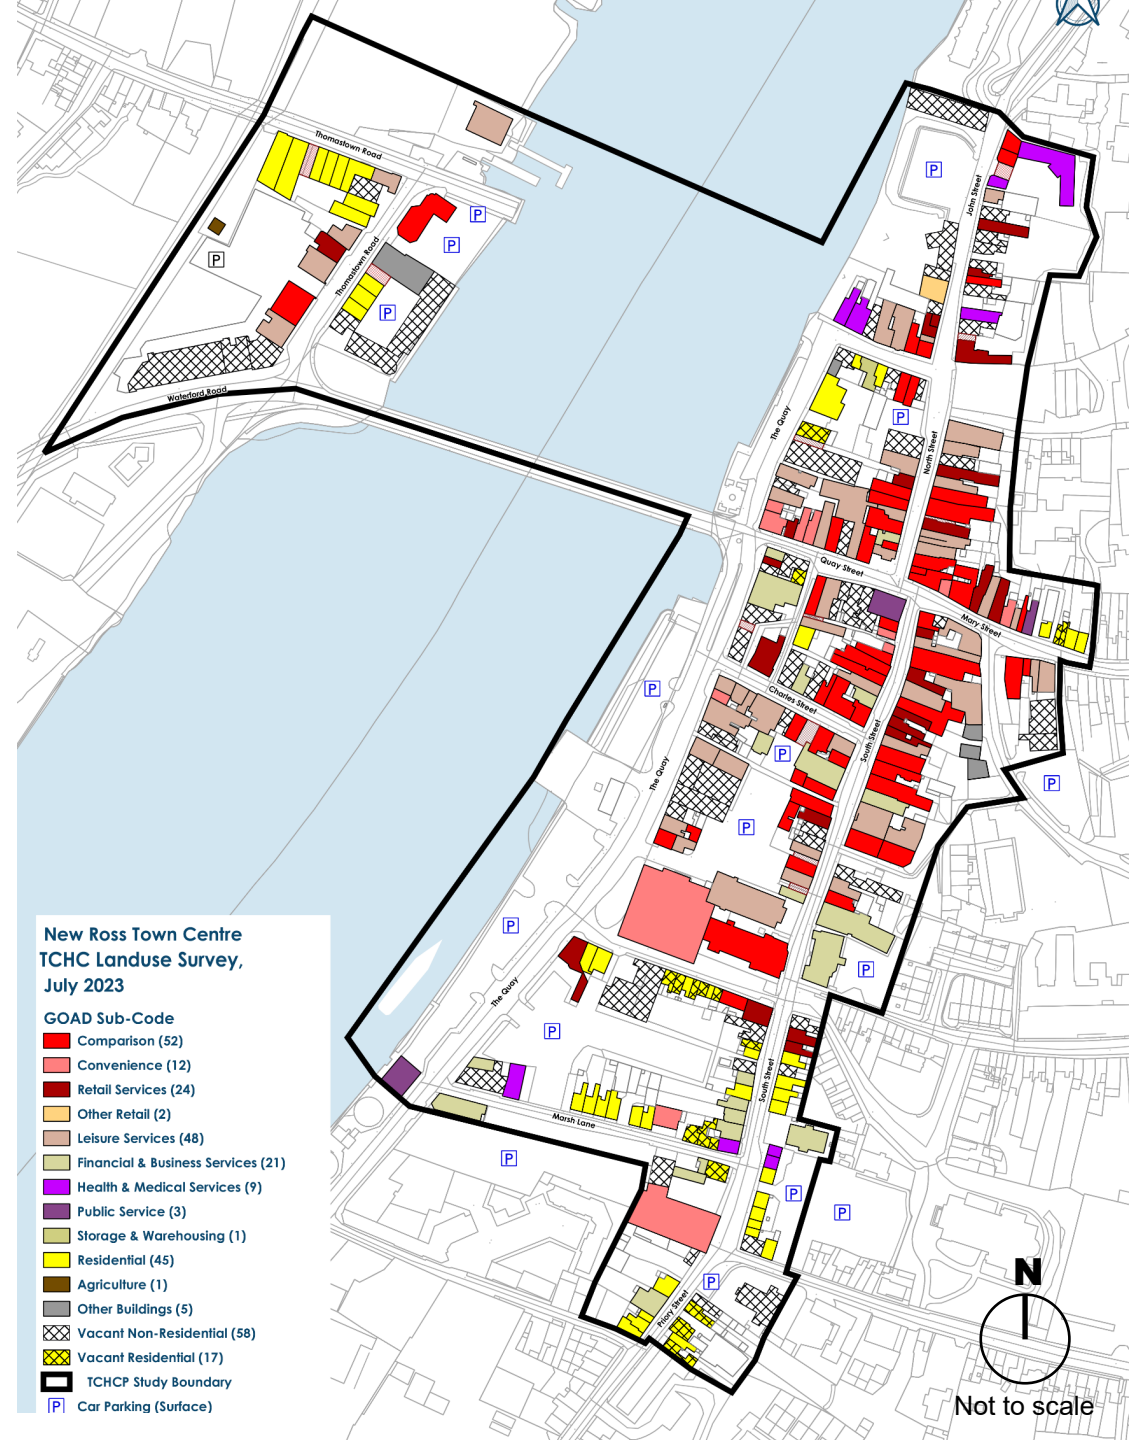 Thomastown Road
P
P
P
John Street
P
Thomastown Road
P
Waterford Road
The Quay
P
North Street
Quay Street
Mary Street
P
Charles Street
South Street
P
The Quay
P
P
P
P
The Quay
P
South Street
Marsh Lane
P
P
P
P
Priory Street
New Ross Town Centre
TCHC Landuse Survey,
July 2023
GOAD Sub-Code
Comparison (52)
Convenience (12)
Retail Services (24)
Other Retail (2)
Leisure Services (48)
Financial & Business Services (21)
Health & Medical Services (9)
Public Service (3)
Storage & Warehousing (1)
Residential (45)
Agriculture (1)
Other Buildings (5)
Vacant Non-Residential (58)
Vacant Residential (17)
TCHCP Study Boundary
P Car Parking (Surface)
N
Not to scale